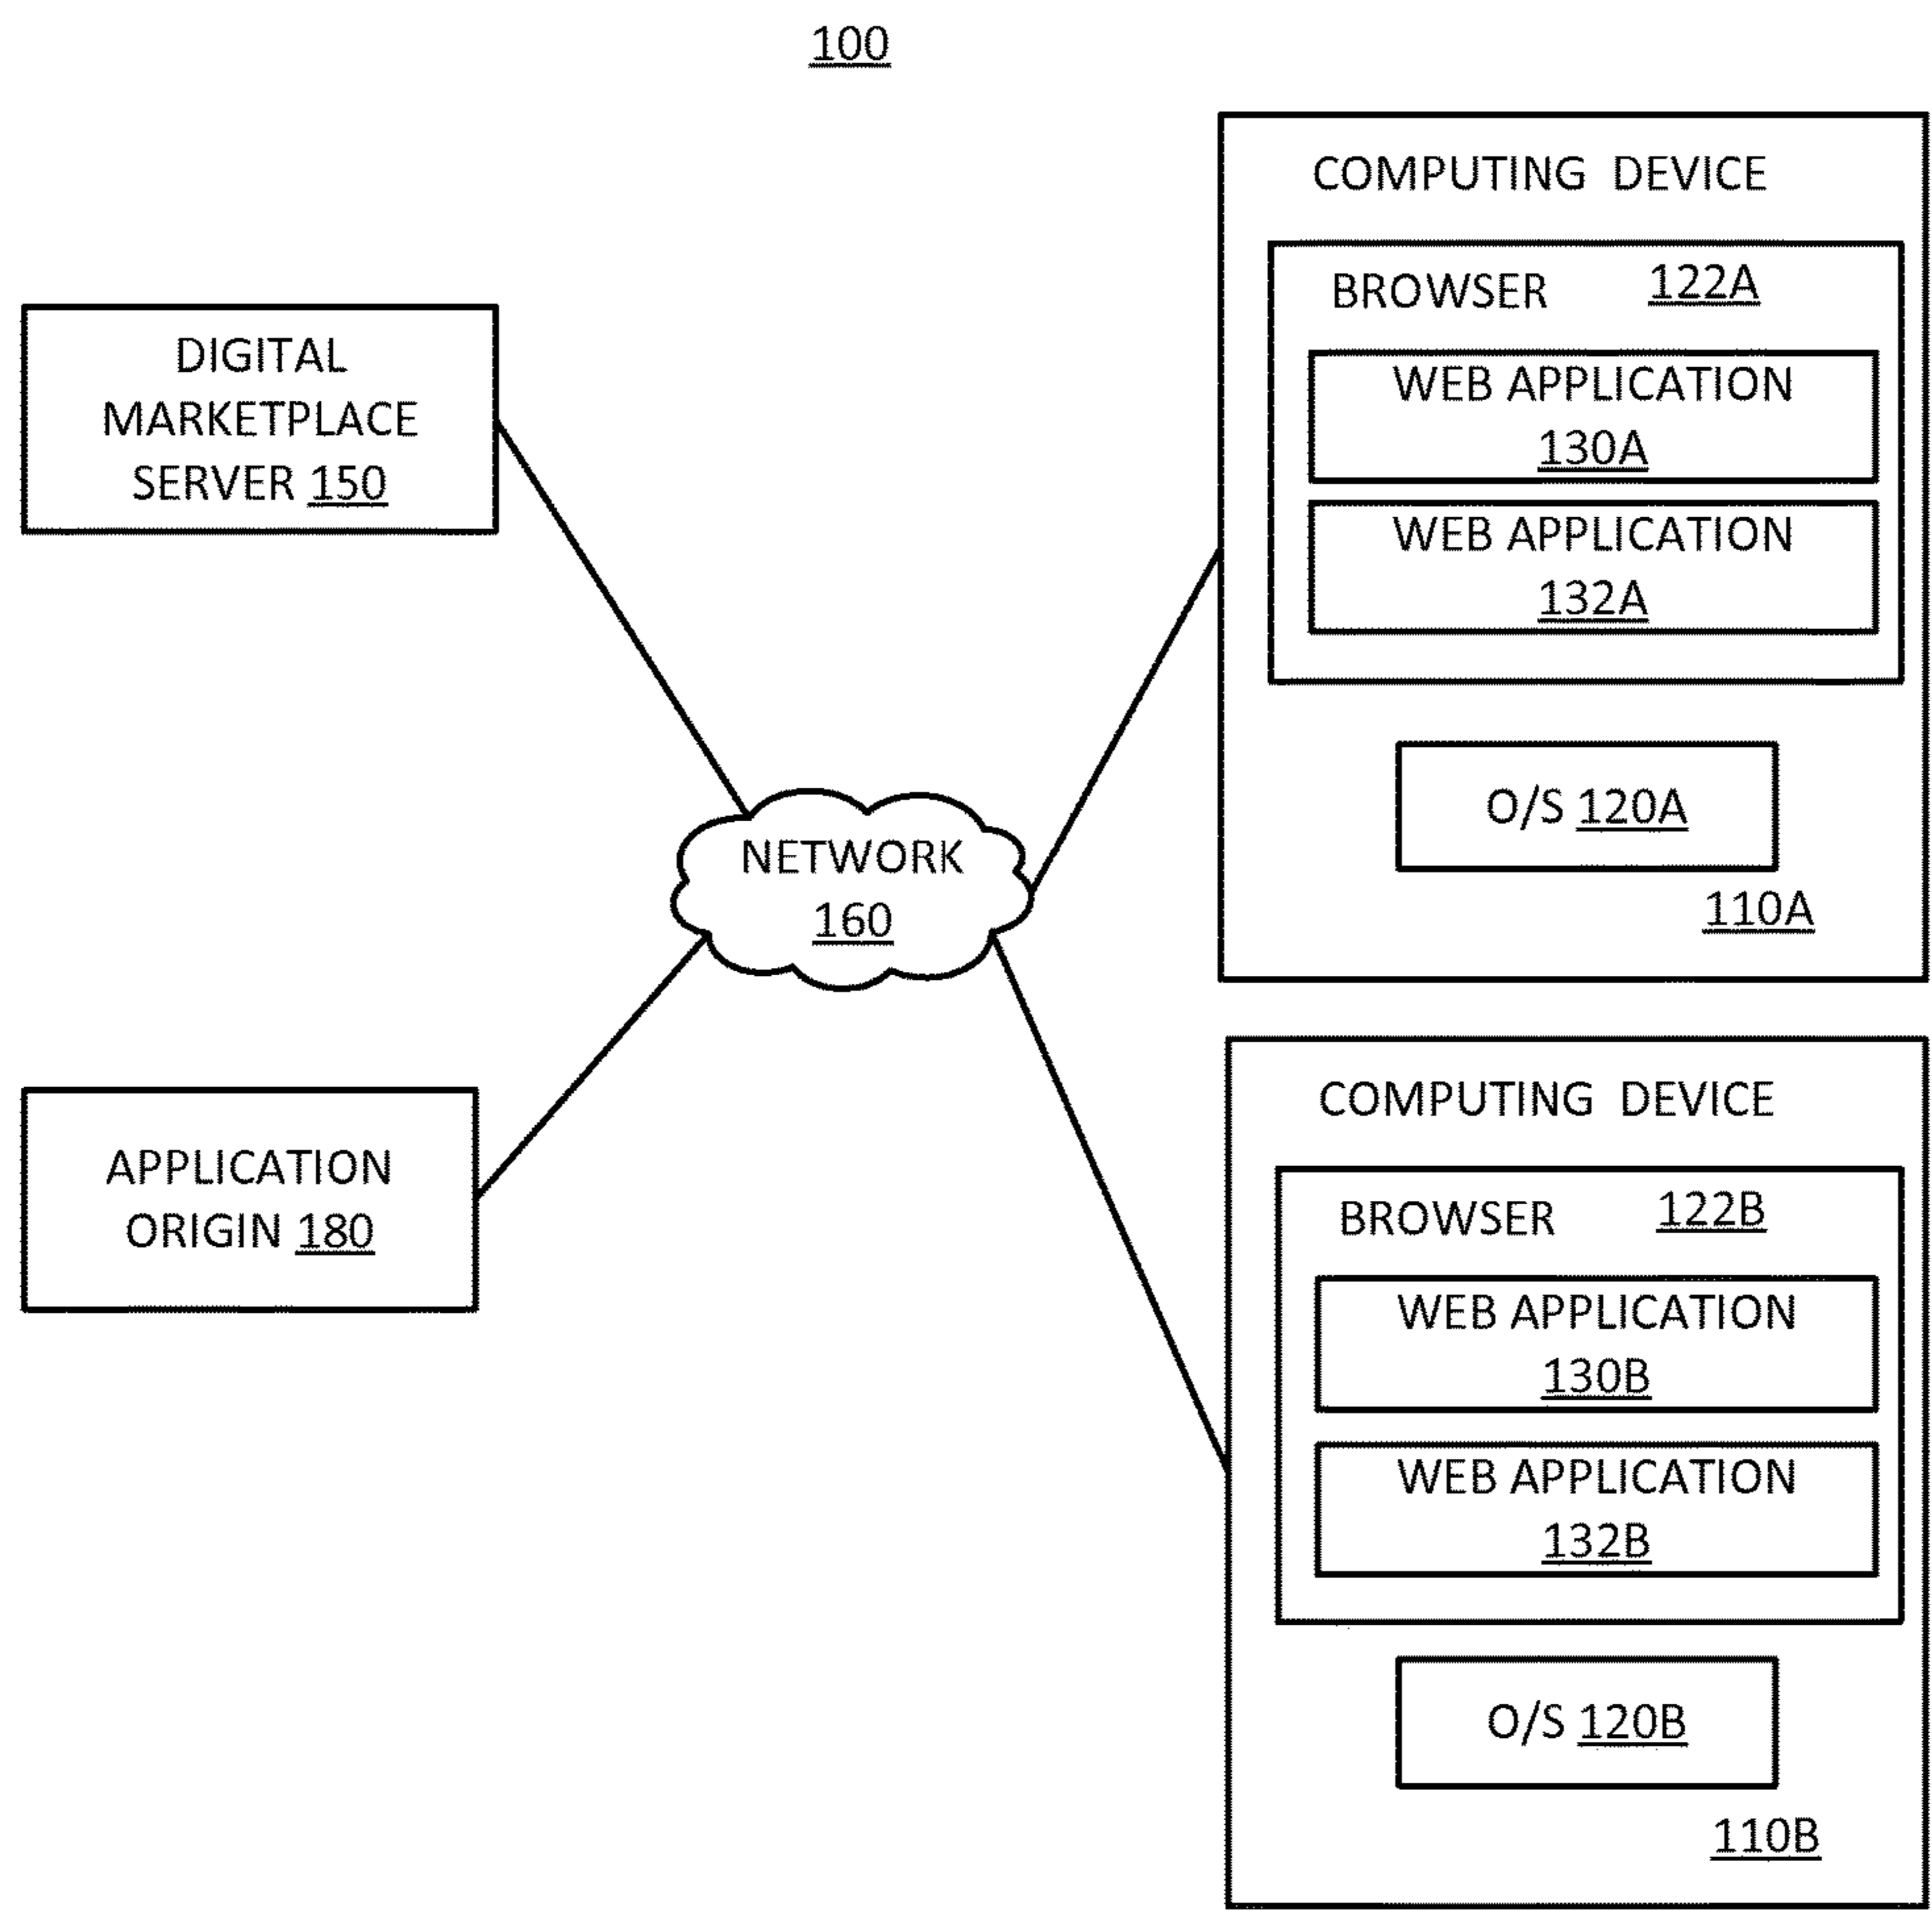 100
DIGITAL
MARKETPLACE
SERVER 150
APPLICATION
ORIGIN 180
NETWORK
160
COMPUTING DEVICE
BROWSER 122A
WEB APPLICATION
130A
WEB APPLICATION
132A
O/S 120A
110A
COMPUTING DEVICE
BROWSER 122B
WEB APPLICATION
130B
WEB APPLICATION
132B
O/S 120B
110B